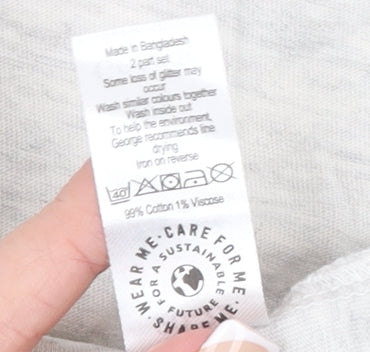 Made in Bangladesh
2 part set
Some loss of glitter may
occur
Wash similar colours together
Wash inside out
To help the environment,
George recommends line
drying
Iron on reverse
40
99% Cotton 1% Viscose
WEAR ME · CARE FOR ME · SHARE ME ·
FOR A SUSTAINABLE FUTURE